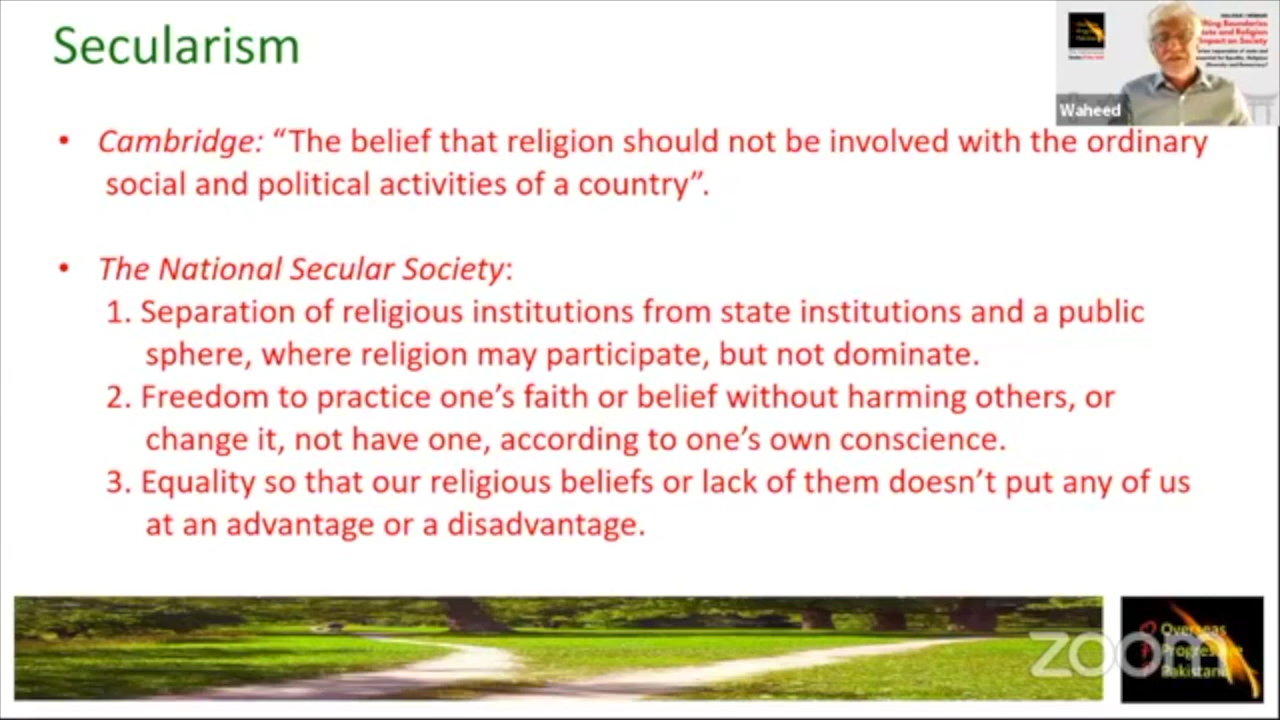 Secularism
Waheed
• Cambridge: “The belief that religion should not be involved with the ordinary
social and political activities of a country”.
• The National Secular Society:
1. Separation of religious institutions from state institutions and a public
sphere, where religion may participate, but not dominate.
2. Freedom to practice one’s faith or belief without harming others, or
change it, not have one, according to one’s own conscience.
3. Equality so that our religious beliefs or lack of them doesn’t put any of us
at an advantage or a disadvantage.
zoom
Overseas